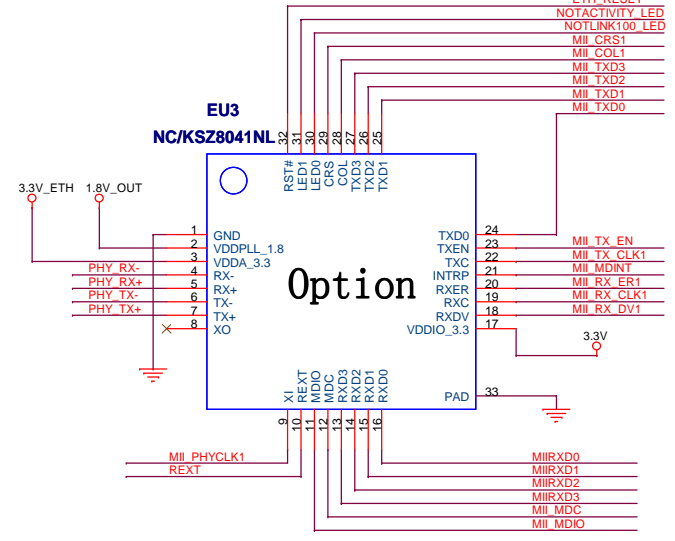 ETH_RESET
NOTACTIVITY_LED
NOTLINK100_LED
MII_CRS1
MII_COL1
MII_TXD3
MII_TXD2
MII_TXD1
MII_TXD0
EU3
NC/KSZ8041NL
32 31 30 29 28 27 26 25
RST# LED1 LED0 CRS COL TXD3 TXD2 TXD1
3.3V_ETH 1.8V_OUT
1 GND
2 VDDPLL_1.8
3 VDDA_3.3
PHY_RX- 4 RX-
PHY_RX+ 5 RX+
PHY_TX- 6 TX-
PHY_TX+ 7 TX+
8 XO
Option
TXD0 24
TXEN 23 MII_TX_EN
TXC 22 MII_TX_CLK1
INTRP 21 MII_MDINT
RXER 20 MII_RX_ER1
RXC 19 MII_RX_CLK1
RXDV 18 MII_RX_DV1
VDDIO_3.3 17
3.3V
PAD 33
XI REXT MDIO MDC RXD3 RXD2 RXD1 RXD0
9 10 11 12 13 14 15 16
MII_PHYCLK1
REXT
MIIRXD0
MIIRXD1
MIIRXD2
MIIRXD3
MII_MDC
MII_MDIO